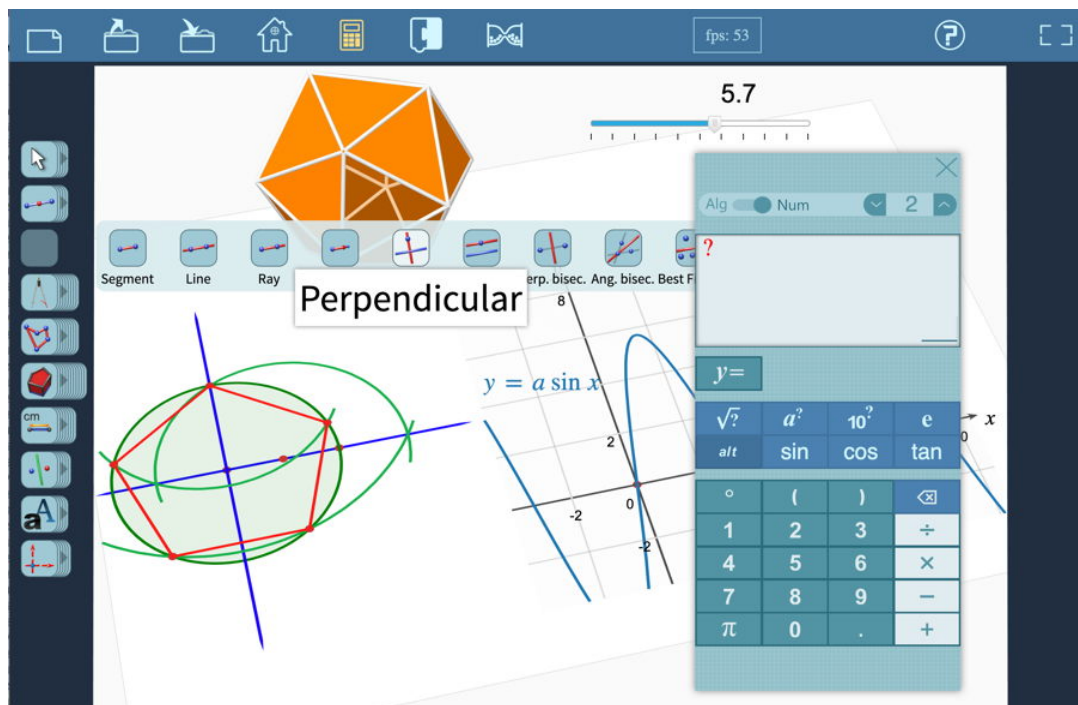 fps: 53
?
5.7
Alg Num 2
?
Segment Line Ray erp. bisec. Ang. bisec. Best F
Perpendicular
8
y = a sin x
y=
√? a? 10? e
alt sin cos tan
x
0
2
0
-2
-2
cm
aA
° ( ) ⌫
1 2 3 ÷
4 5 6 ×
7 8 9 −
π 0 . +